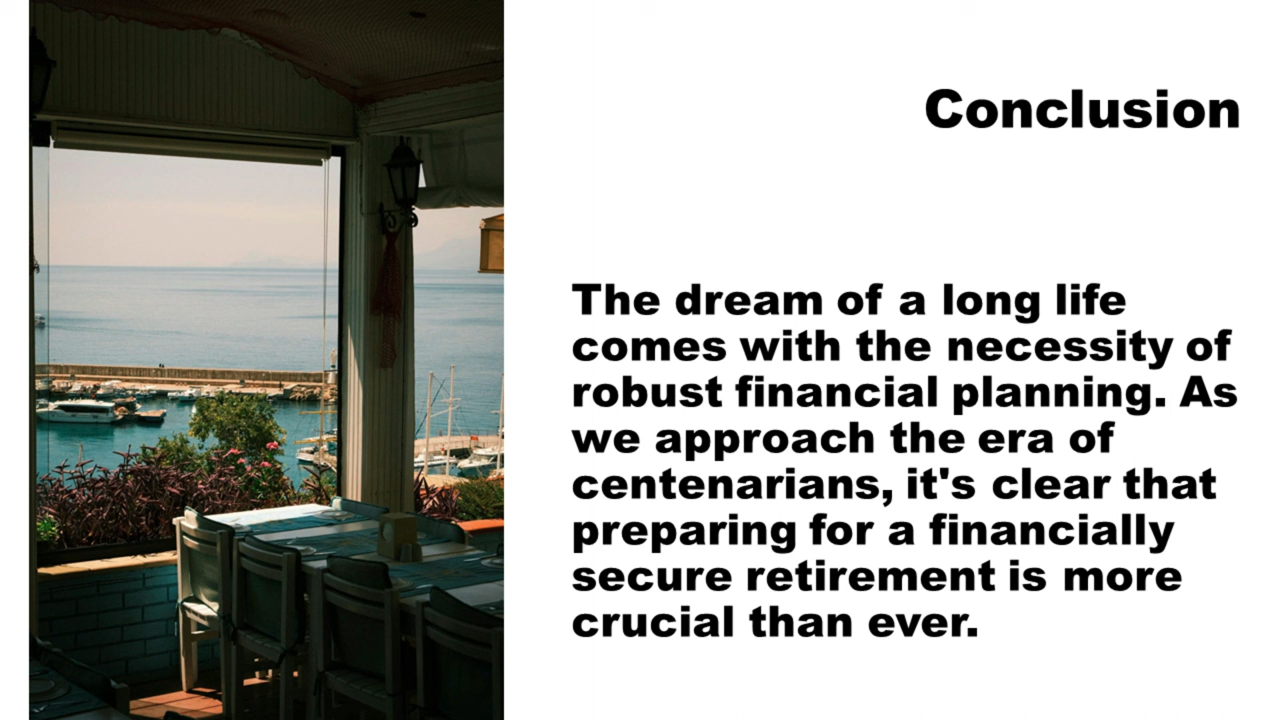 Conclusion
The dream of a long life
comes with the necessity of
robust financial planning. As
we approach the era of
centenarians, it's clear that
preparing for a financially
secure retirement is more
crucial than ever.